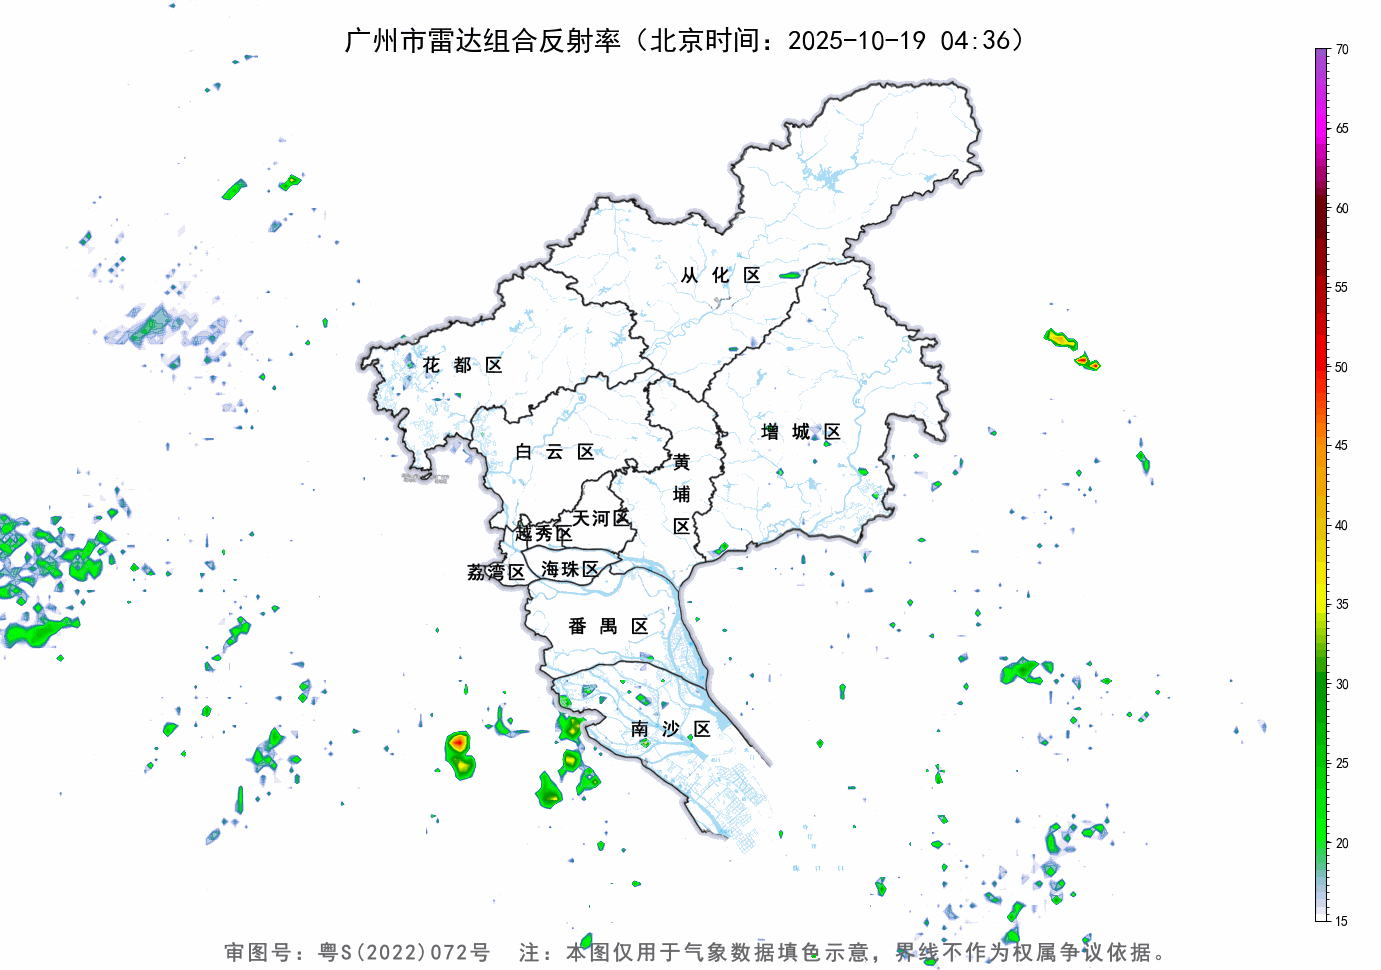 广州市雷达组合反射率（北京时间：2025-10-19 04:36）
70
65
60
55
50
45
40
35
30
25
20
15
从化区
花都区
增城区
白云区
黄埔区
天河区
越秀区
海珠区
荔湾区
番禺区
南沙区
审图号：粤S(2022)072号 注：本图仅用于气象数据填色示意，界线不作为权属争议依据。